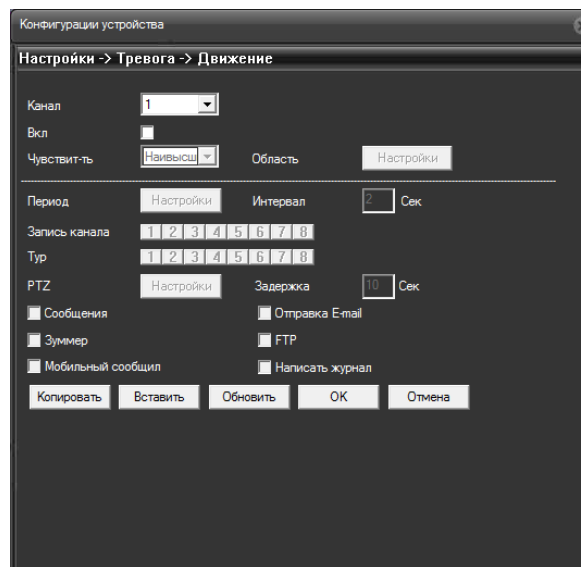 Конфигурации устройства
Настройки -> Тревога -> Движение
Канал 1
Вкл
Чувствит-ть Наивысш Область Настройки
Период Настройки Интервал 2 Сек
Запись канала 1 2 3 4 5 6 7 8
Тур 1 2 3 4 5 6 7 8
PTZ Настройки Задержка 10 Сек
Сообщения Отправка E-mail
Зуммер FTP
Мобильный сообщил Написать журнал
Копировать Вставить Обновить OK Отмена